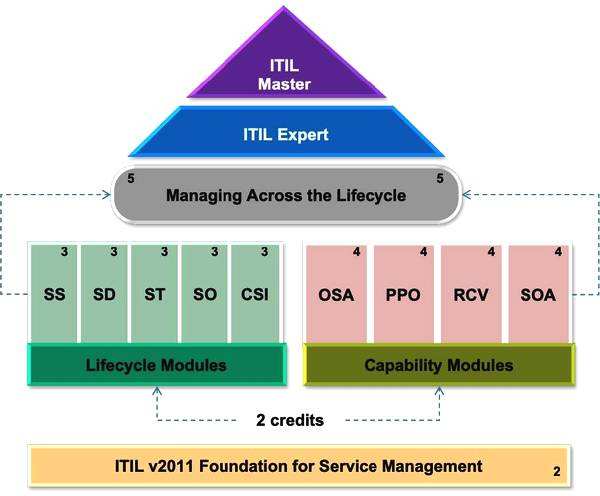 ITIL
Master
ITIL Expert
5 Managing Across the Lifecycle 5
3 3 3 3 3 4 4 4 4
SS SD ST SO CSI OSA PPO RCV SOA
Lifecycle Modules Capability Modules
2 credits
ITIL v2011 Foundation for Service Management 2